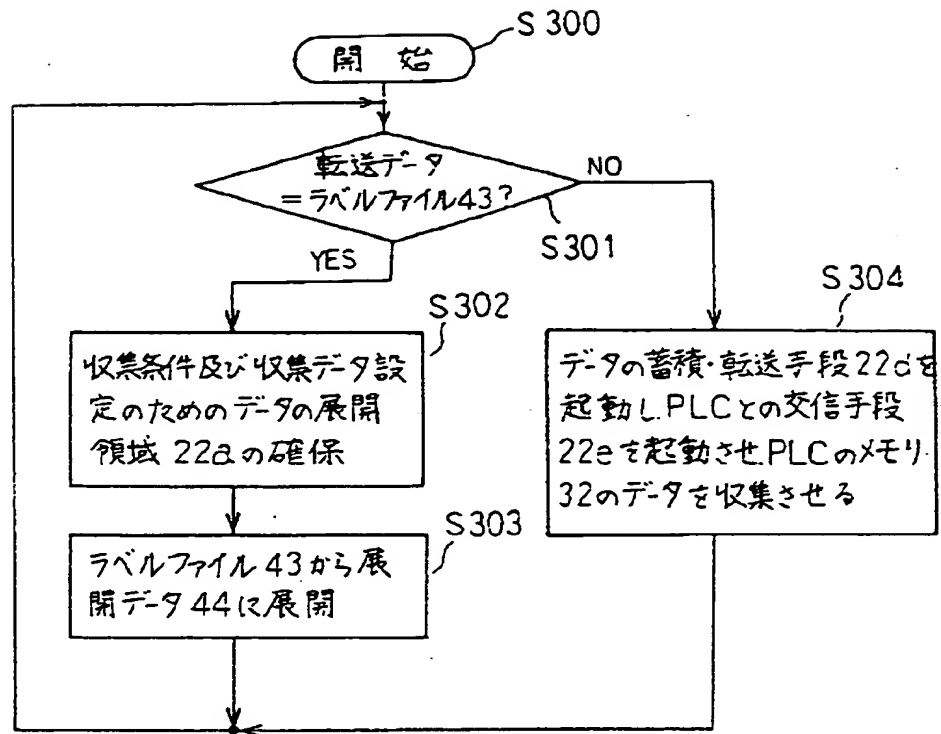 S300
開始
転送データ
=ラベルファイル43?
NO
S301
YES
S302
収集条件及び収集データ設
定のためのデータの展開
領域 22aの確保
S303
ラベルファイル43から展
開データ44に展開
S304
データの蓄積・転送手段22dを
起動し.PLCとの交信手段
22eを起動させ.PLCのメモリ
32のデータを収集させる